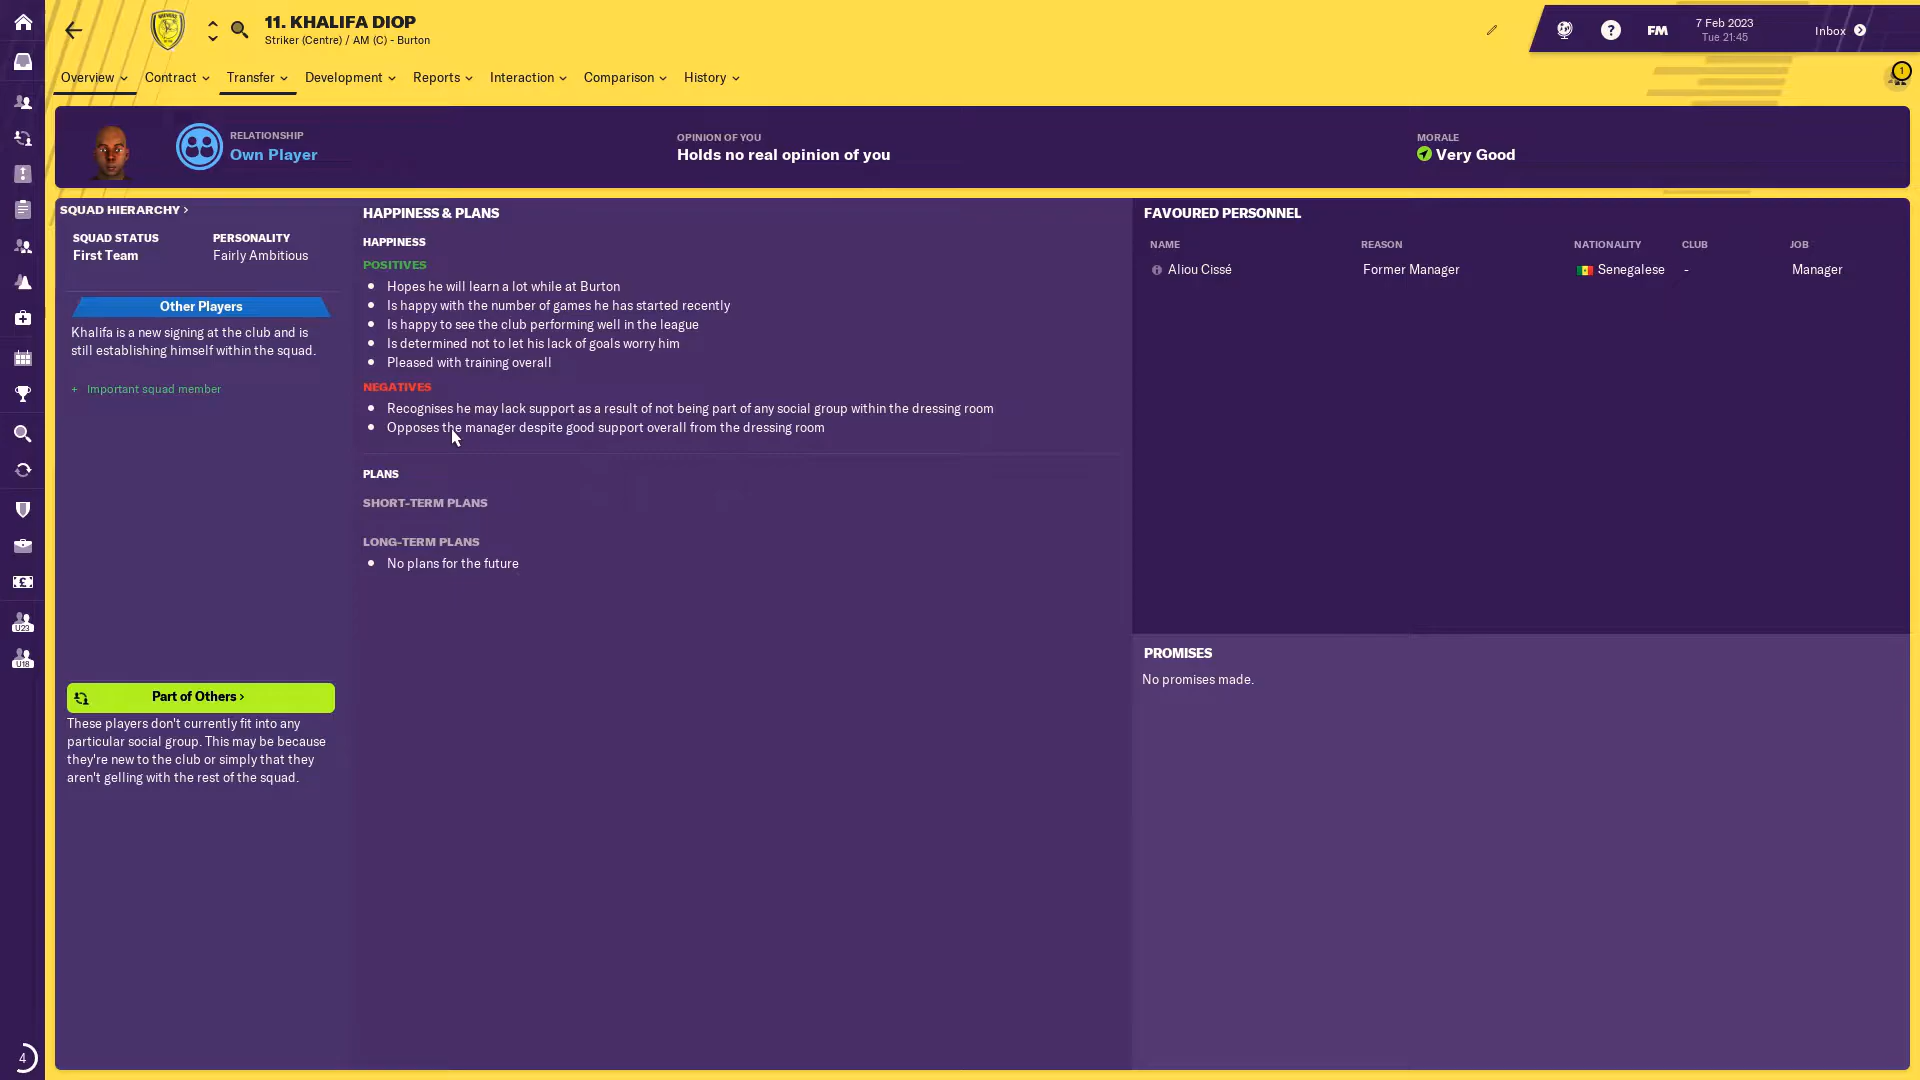 11. KHALIFA DIOP
Striker (Centre) / AM (C) - Burton
FM
7 Feb 2023
Tue 21:45
Inbox
Overview
Contract
Transfer
Development
Reports
Interaction
Comparison
History
1
RELATIONSHIP
Own Player
OPINION OF YOU
Holds no real opinion of you
MORALE
Very Good
SQUAD HIERARCHY >
SQUAD STATUS
First Team
PERSONALITY
Fairly Ambitious
Other Players
Khalifa is a new signing at the club and is
still establishing himself within the squad.
+ Important squad member
Part of Others >
These players don't currently fit into any
particular social group. This may be because
they're new to the club or simply that they
aren't gelling with the rest of the squad.
HAPPINESS & PLANS
HAPPINESS
POSITIVES
Hopes he will learn a lot while at Burton
Is happy with the number of games he has started recently
Is happy to see the club performing well in the league
Is determined not to let his lack of goals worry him
Pleased with training overall
NEGATIVES
Recognises he may lack support as a result of not being part of any social group within the dressing room
Opposes the manager despite good support overall from the dressing room
PLANS
SHORT-TERM PLANS
LONG-TERM PLANS
No plans for the future
FAVOURED PERSONNEL
NAME REASON NATIONALITY CLUB JOB
Aliou Cissé Former Manager Senegalese - Manager
PROMISES
No promises made.
U23
U18
4